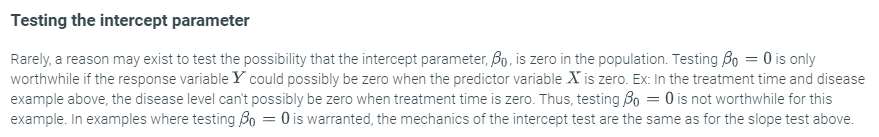 Testing the intercept parameter
Rarely, a reason may exist to test the possibility that the intercept parameter, β₀, is zero in the population. Testing β₀ = 0 is only
worthwhile if the response variable Y could possibly be zero when the predictor variable X is zero. Ex: In the treatment time and disease
example above, the disease level can't possibly be zero when treatment time is zero. Thus, testing β₀ = 0 is not worthwhile for this
example. In examples where testing β₀ = 0 is warranted, the mechanics of the intercept test are the same as for the slope test above.